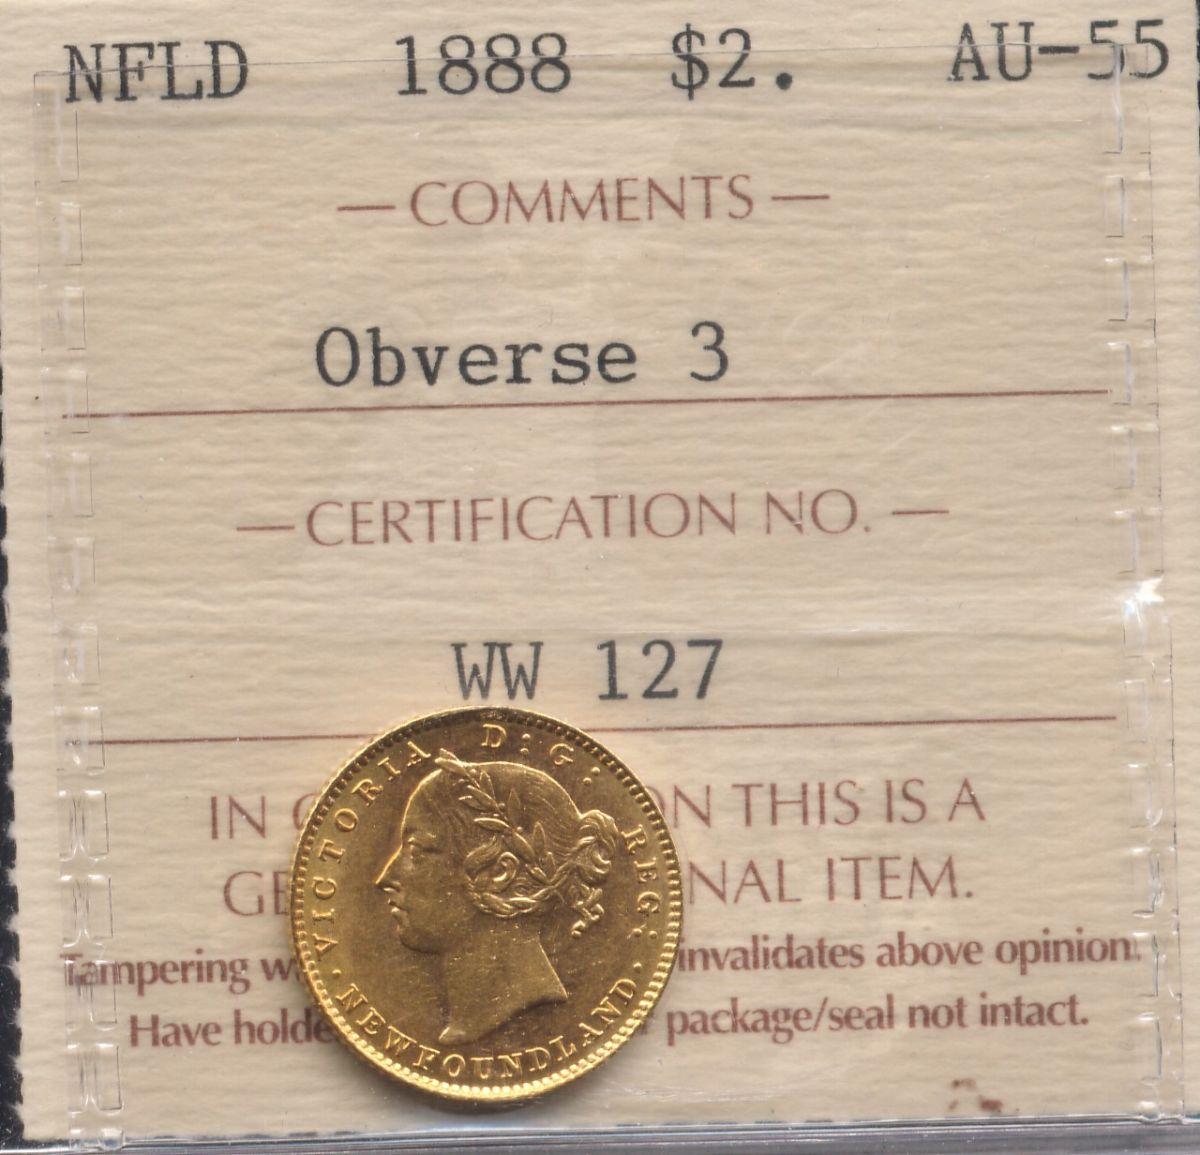 NFLD 1888 $2. AU-55
— COMMENTS —
Obverse 3
— CERTIFICATION NO. —
WW 127
IN ON THIS IS A
GE NAL ITEM.
Tampering invalidates above opinion.
Have package/seal not intact.
VICTORIA D:G: REG:
· NEWFOUNDLAND ·